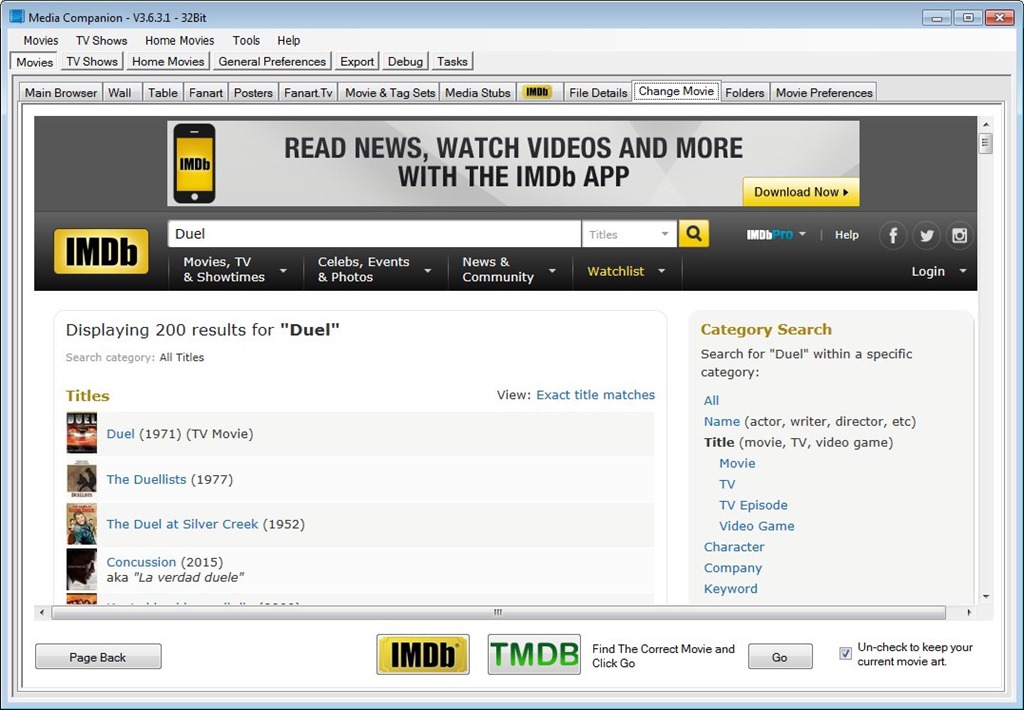 Media Companion - V3.6.3.1 - 32Bit
Movies TV Shows Home Movies Tools Help
Movies TV Shows Home Movies General Preferences Export Debug Tasks
Main Browser Wall Table Fanart Posters Fanart.Tv Movie & Tag Sets Media Stubs IMDb File Details Change Movie Folders Movie Preferences
IMDb
READ NEWS, WATCH VIDEOS AND MORE
WITH THE IMDb APP
Download Now
IMDb
Duel
Titles
IMDbPro | Help
Movies, TV
& Showtimes
Celebs, Events
& Photos
News &
Community
Watchlist
Login
Displaying 200 results for "Duel"
Search category: All Titles
Titles
View: Exact title matches
DUEL
Duel (1971) (TV Movie)
The Duellists (1977)
The Duel at Silver Creek (1952)
Concussion (2015)
aka "La verdad duele"
Category Search
Search for "Duel" within a specific
category:
All
Name (actor, writer, director, etc)
Title (movie, TV, video game)
Movie
TV
TV Episode
Video Game
Character
Company
Keyword
Page Back
IMDb
TMDB
Find The Correct Movie and
Click Go
Go
Un-check to keep your
current movie art.